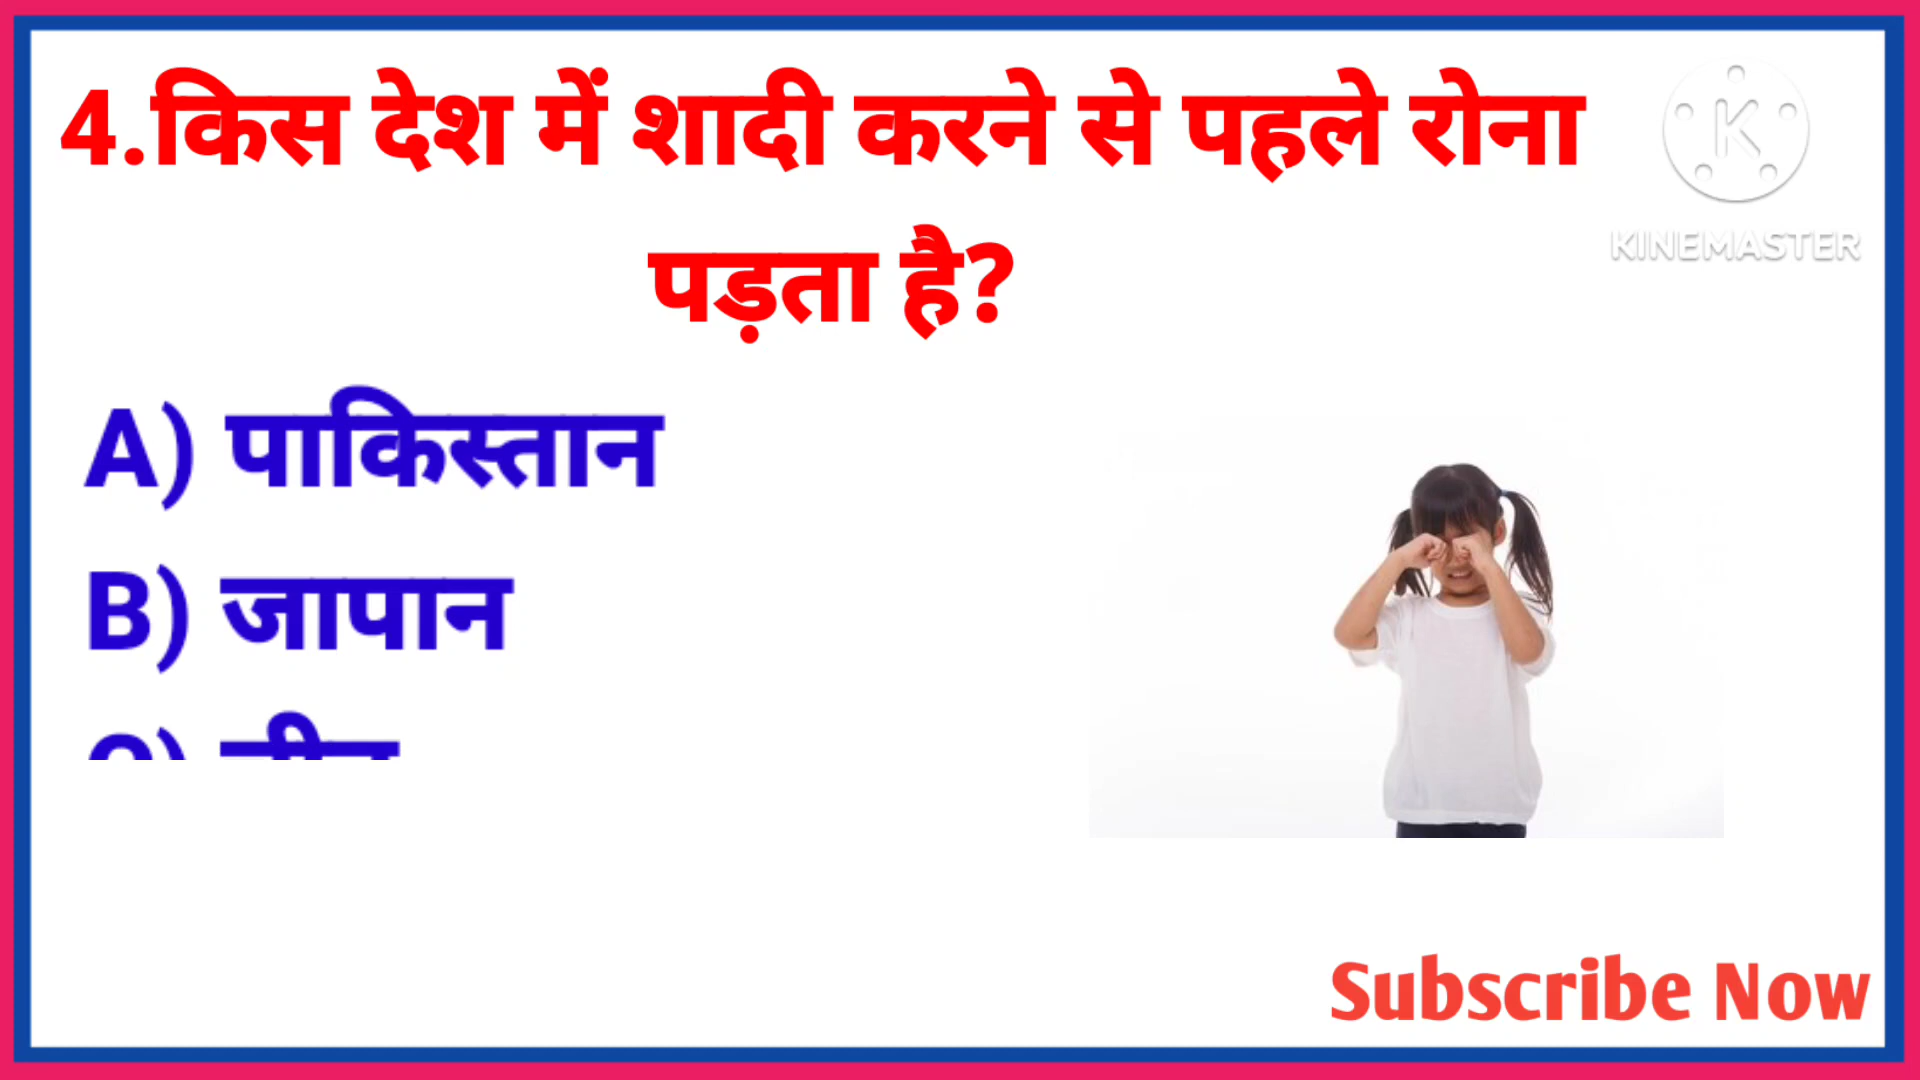 4.किस देश में शादी करने से पहले रोना
पड़ता है?
A) पाकिस्तान
B) जापान
KINEMASTER
Subscribe Now